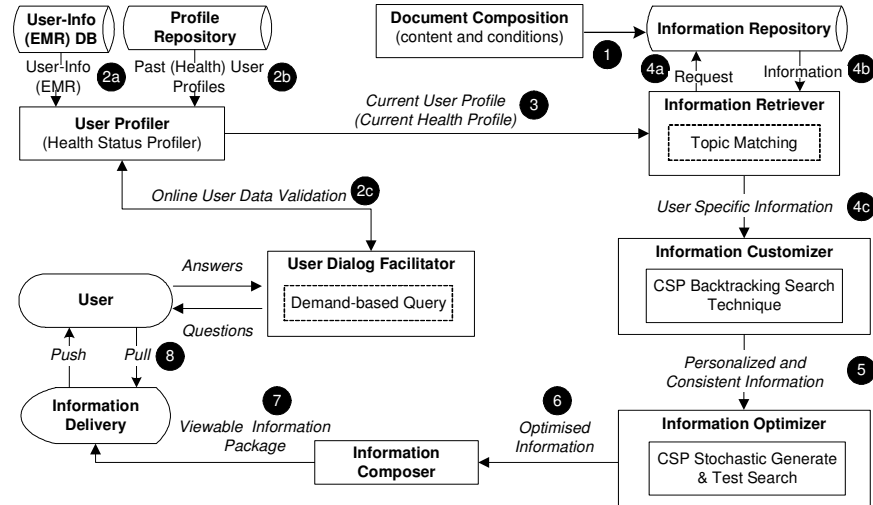 User-Info
(EMR) DB
Profile
Repository
Document Composition
(content and conditions)
1
Information Repository
User-Info
(EMR)
2a
Past (Health) User
Profiles
2b
4a
Request
Information
4b
User Profiler
(Health Status Profiler)
Current User Profile
(Current Health Profile)
3
Information Retriever
Topic Matching
Online User Data Validation
2c
User Specific Information
4c
User Dialog Facilitator
Demand-based Query
Answers
Questions
User
Information Customizer
CSP Backtracking Search
Technique
Push
Pull
8
Personalized and
Consistent Information
5
Information
Delivery
7
Viewable Information
Package
Information
Composer
6
Optimised
Information
Information Optimizer
CSP Stochastic Generate
& Test Search